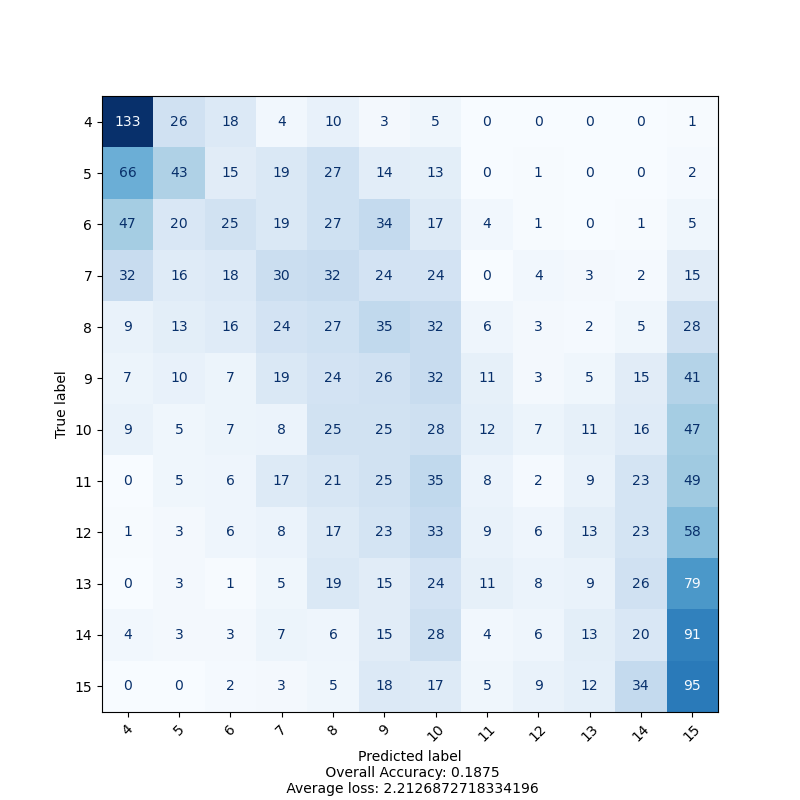 4 133 26 18 4 10 3 5 0 0 0 0 1
5 66 43 15 19 27 14 13 0 1 0 0 2
6 47 20 25 19 27 34 17 4 1 0 1 5
7 32 16 18 30 32 24 24 0 4 3 2 15
8 9 13 16 24 27 35 32 6 3 2 5 28
9 7 10 7 19 24 26 32 11 3 5 15 41
True label
10 9 5 7 8 25 25 28 12 7 11 16 47
11 0 5 6 17 21 25 35 8 2 9 23 49
12 1 3 6 8 17 23 33 9 6 13 23 58
13 0 3 1 5 19 15 24 11 8 9 26 79
14 4 3 3 7 6 15 28 4 6 13 20 91
15 0 0 2 3 5 18 17 5 9 12 34 95
4 5 6 7 8 9 10 11 12 13 14 15
Predicted label
Overall Accuracy: 0.1875
Average loss: 2.2126872718334196